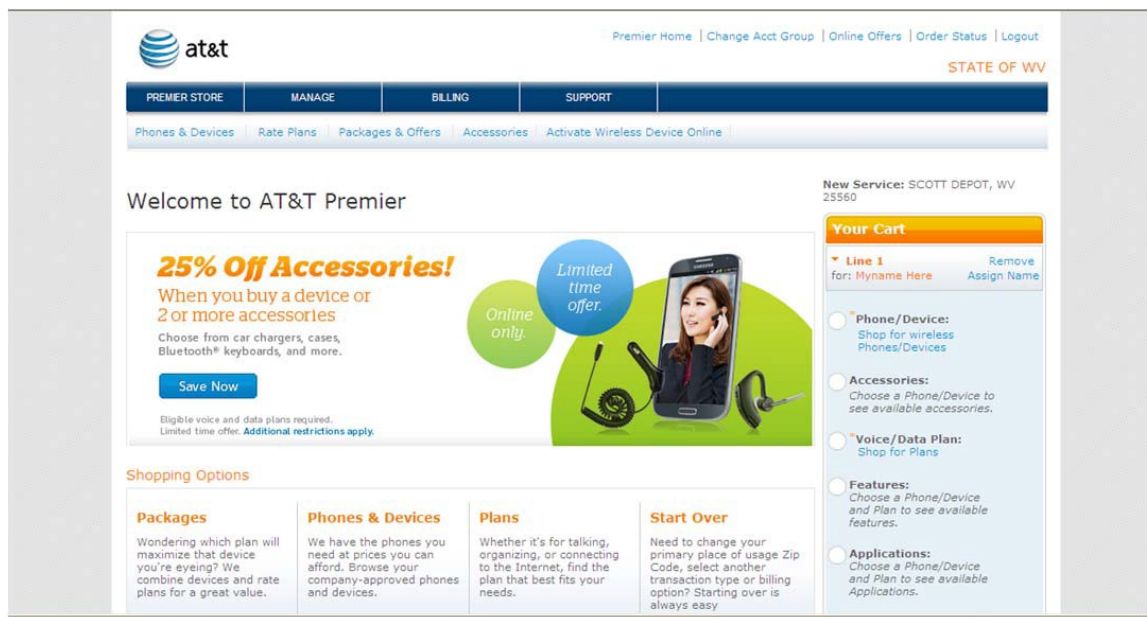 at&t
Premier Home | Change Acct Group | Online Offers | Order Status | Logout
STATE OF WV
PREMIER STORE MANAGE BILLING SUPPORT
Phones & Devices Rate Plans Packages & Offers Accessories Activate Wireless Device Online
Welcome to AT&T Premier
25% Off Accessories!
When you buy a device or
2 or more accessories
Choose from car chargers, cases,
Bluetooth® keyboards, and more.
Save Now
Eligible voice and data plans required.
Limited time offer. Additional restrictions apply.
Online
only.
Limited
time
offer.
SAMSUNG
Shopping Options
Packages
Wondering which plan will
maximize that device
you're eyeing? We
combine devices and rate
plans for a great value.
Phones & Devices
We have the phones you
need at prices you can
afford. Browse your
company-approved phones
and devices.
Plans
Whether it's for talking,
organizing, or connecting
to the Internet, find the
plan that best fits your
needs.
Start Over
Need to change your
primary place of usage Zip
Code, select another
transaction type or billing
option? Starting over is
always easy
New Service: SCOTT DEPOT, WV
25560
Your Cart
Line 1 Remove
for: Myname Here Assign Name
*Phone/Device:
Shop for wireless
Phones/Devices
Accessories:
Choose a Phone/Device to
see available accessories.
*Voice/Data Plan:
Shop for Plans
Features:
Choose a Phone/Device
and Plan to see available
features.
Applications:
Choose a Phone/Device
and Plan to see available
Applications.